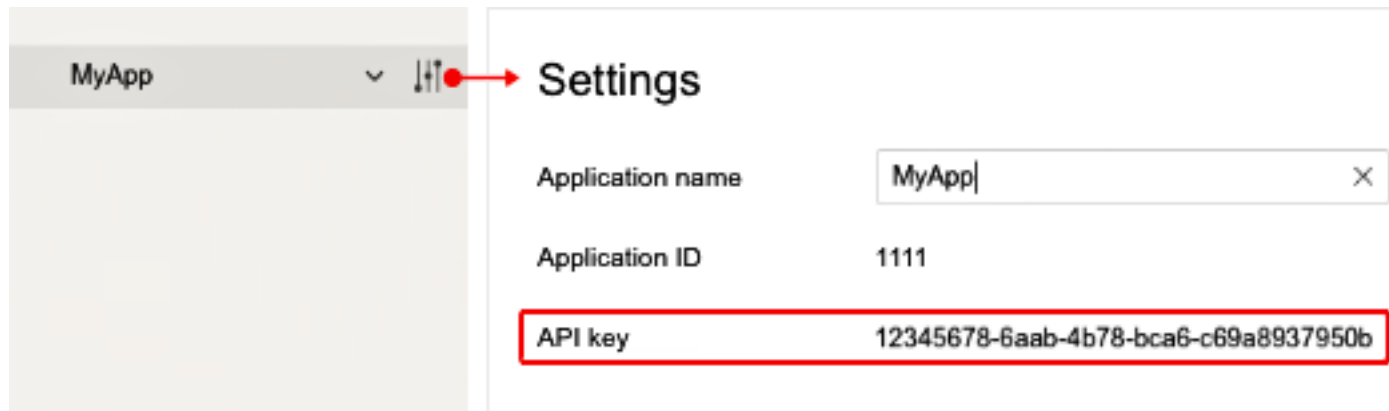 MyApp
Settings
Application name MyApp
Application ID 1111
API key 12345678-6aab-4b78-bca6-c69a8937950b